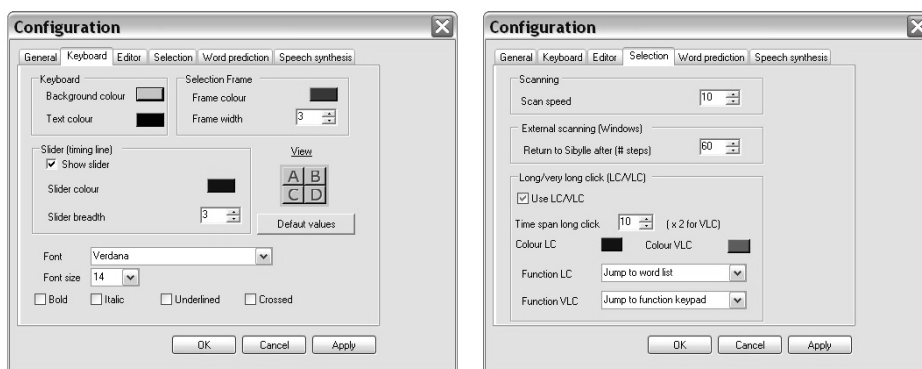 Configuration
General Keyboard Editor Selection Word prediction Speech synthesis
Keyboard
Background colour
Text colour
Selection Frame
Frame colour
Frame width 3
Slider (timing line)
Show slider
Slider colour
Slider breadth 3
View
A B
C D
Defaut values
Font Verdana
Font size 14
Bold Italic Underlined Crossed
OK Cancel Apply
Configuration
General Keyboard Editor Selection Word prediction Speech synthesis
Scanning
Scan speed 10
External scanning (Windows)
Return to Sibylle after (# steps) 60
Long/very long click (LC/VLC)
Use LC/VLC
Time span long click 10 ( x 2 for VLC)
Colour LC Colour VLC
Function LC Jump to word list
Function VLC Jump to function keypad
OK Cancel Apply